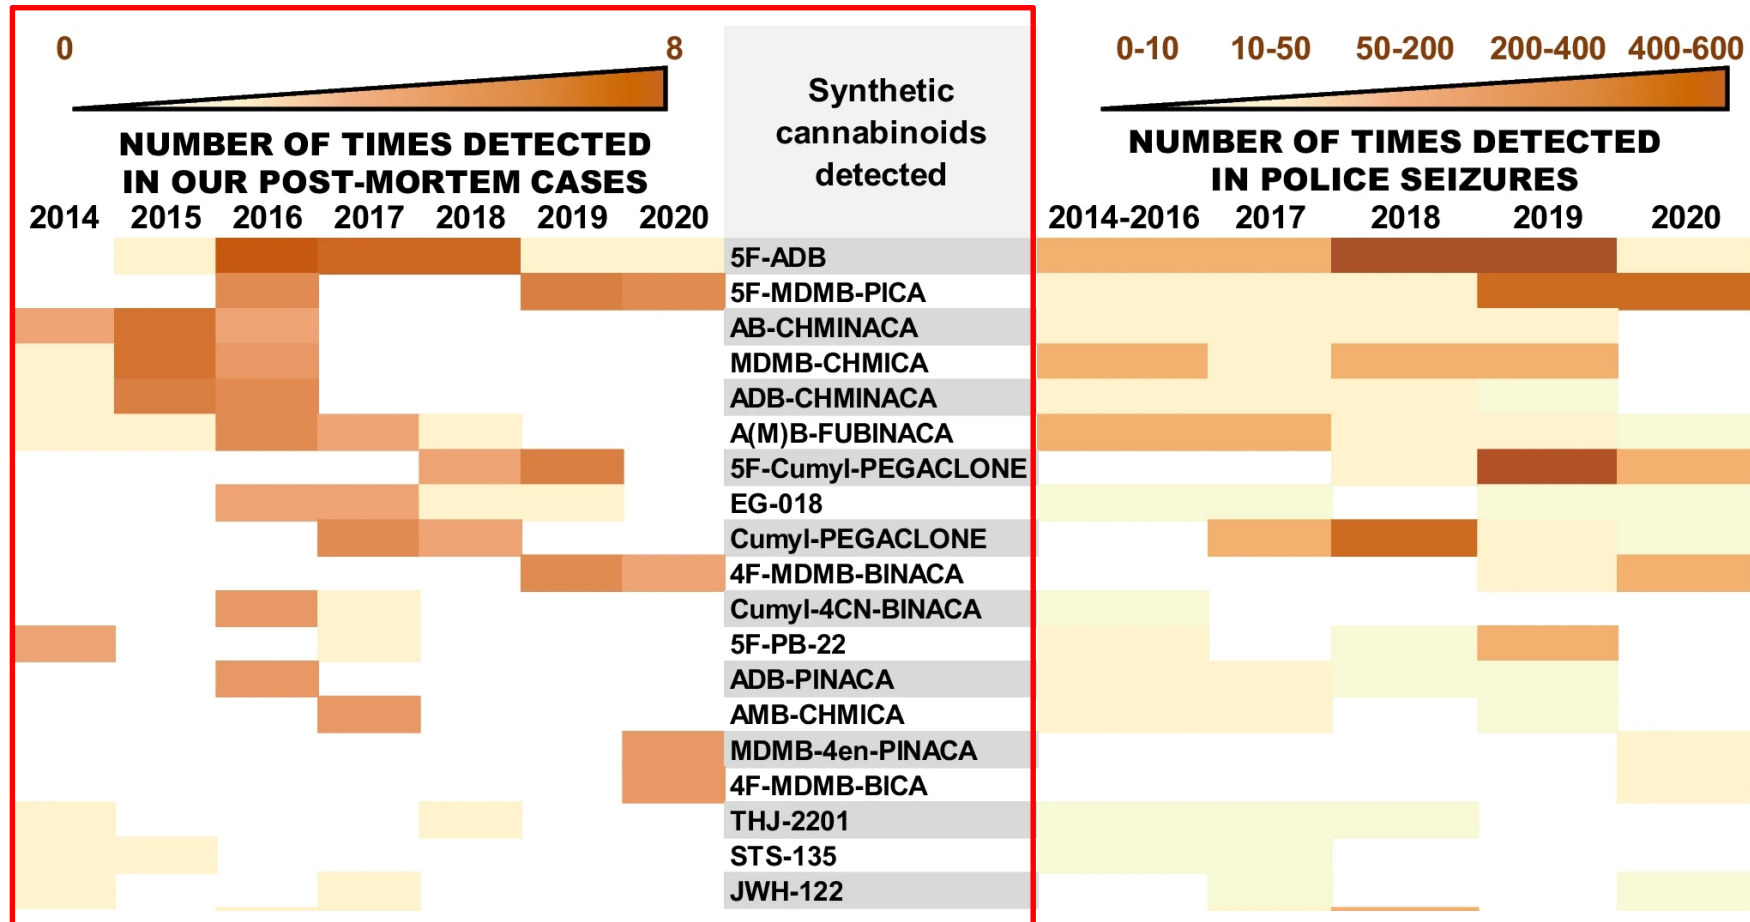 0 8
NUMBER OF TIMES DETECTED
IN OUR POST-MORTEM CASES
2014 2015 2016 2017 2018 2019 2020
Synthetic
cannabinoids
detected
0-10 10-50 50-200 200-400 400-600
NUMBER OF TIMES DETECTED
IN POLICE SEIZURES
2014-2016 2017 2018 2019 2020
5F-ADB
5F-MDMB-PICA
AB-CHMINACA
MDMB-CHMICA
ADB-CHMINACA
A(M)B-FUBINACA
5F-Cumyl-PEGACLONE
EG-018
Cumyl-PEGACLONE
4F-MDMB-BINACA
Cumyl-4CN-BINACA
5F-PB-22
ADB-PINACA
AMB-CHMICA
MDMB-4en-PINACA
4F-MDMB-BICA
THJ-2201
STS-135
JWH-122